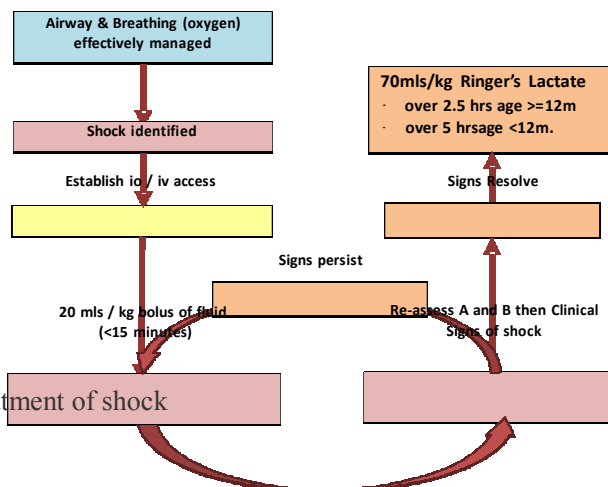 Airway & Breathing (oxygen)
effectively managed
Shock identified
Establish io / iv access
20 mls / kg bolus of fluid
(<15 minutes)
tment of shock
Signs persist
Re-assess A and B then Clinical
Signs of shock
Signs Resolve
70mls/kg Ringer's Lactate
· over 2.5 hrs age >=12m
· over 5 hrsage <12m.